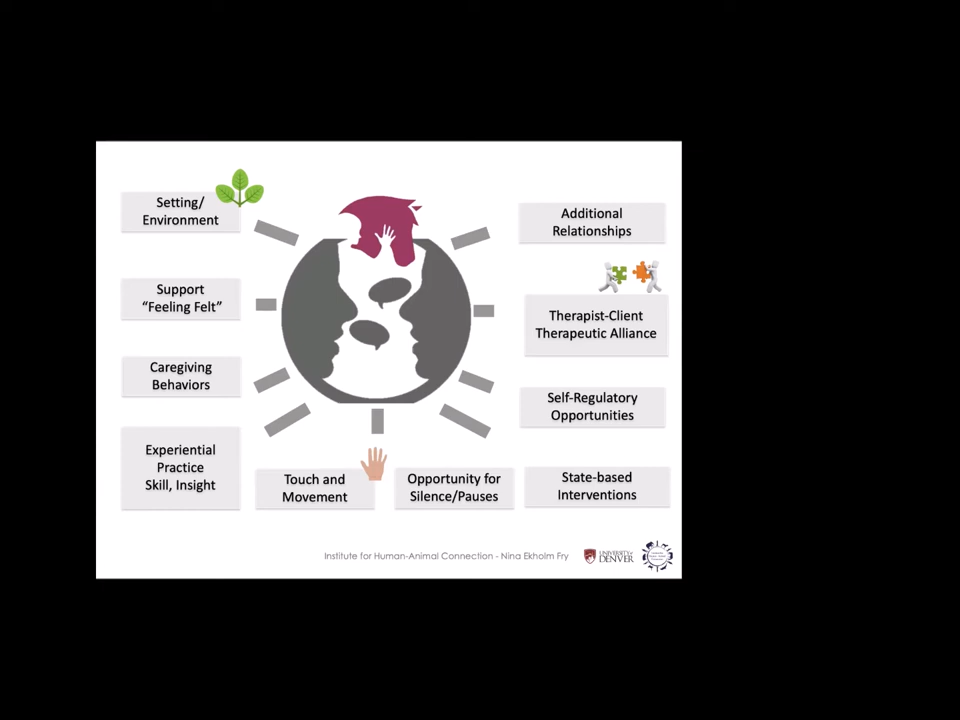 Setting/
Environment
Support
“Feeling Felt”
Caregiving
Behaviors
Experiential
Practice
Skill, Insight
Touch and
Movement
Opportunity for
Silence/Pauses
Additional
Relationships
Therapist-Client
Therapeutic Alliance
Self-Regulatory
Opportunities
State-based
Interventions
Institute for Human-Animal Connection - Nina Ekholm Fry
UNIVERSITY OF
DENVER